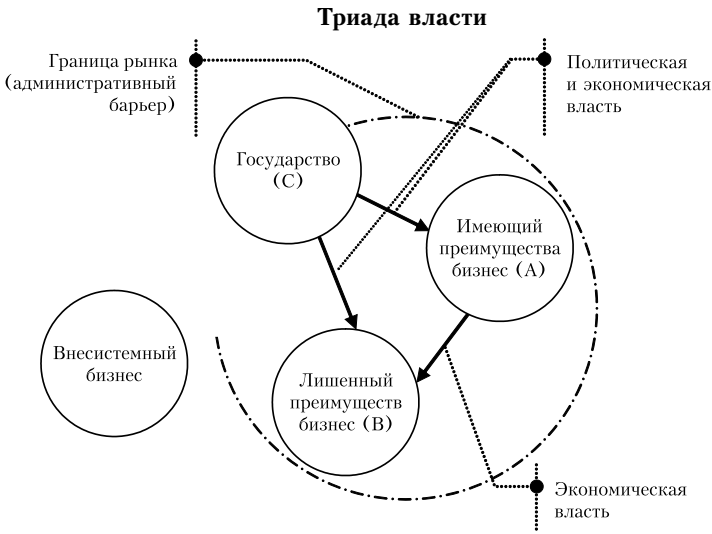 Триада власти
Граница рынка
(административный
барьер)
Политическая
и экономическая
власть
Государство
(С)
Имеющий
преимущества
бизнес (А)
Внесистемный
бизнес
Лишенный
преимуществ
бизнес (В)
Экономическая
власть